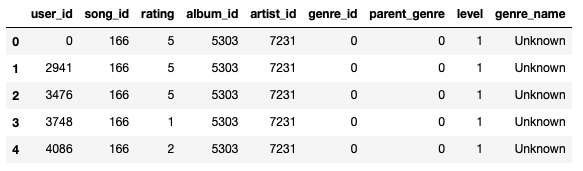 user_id song_id rating album_id artist_id genre_id parent_genre level genre_name
0 0 166 5 5303 7231 0 0 1 Unknown
1 2941 166 5 5303 7231 0 0 1 Unknown
2 3476 166 5 5303 7231 0 0 1 Unknown
3 3748 166 1 5303 7231 0 0 1 Unknown
4 4086 166 2 5303 7231 0 0 1 Unknown